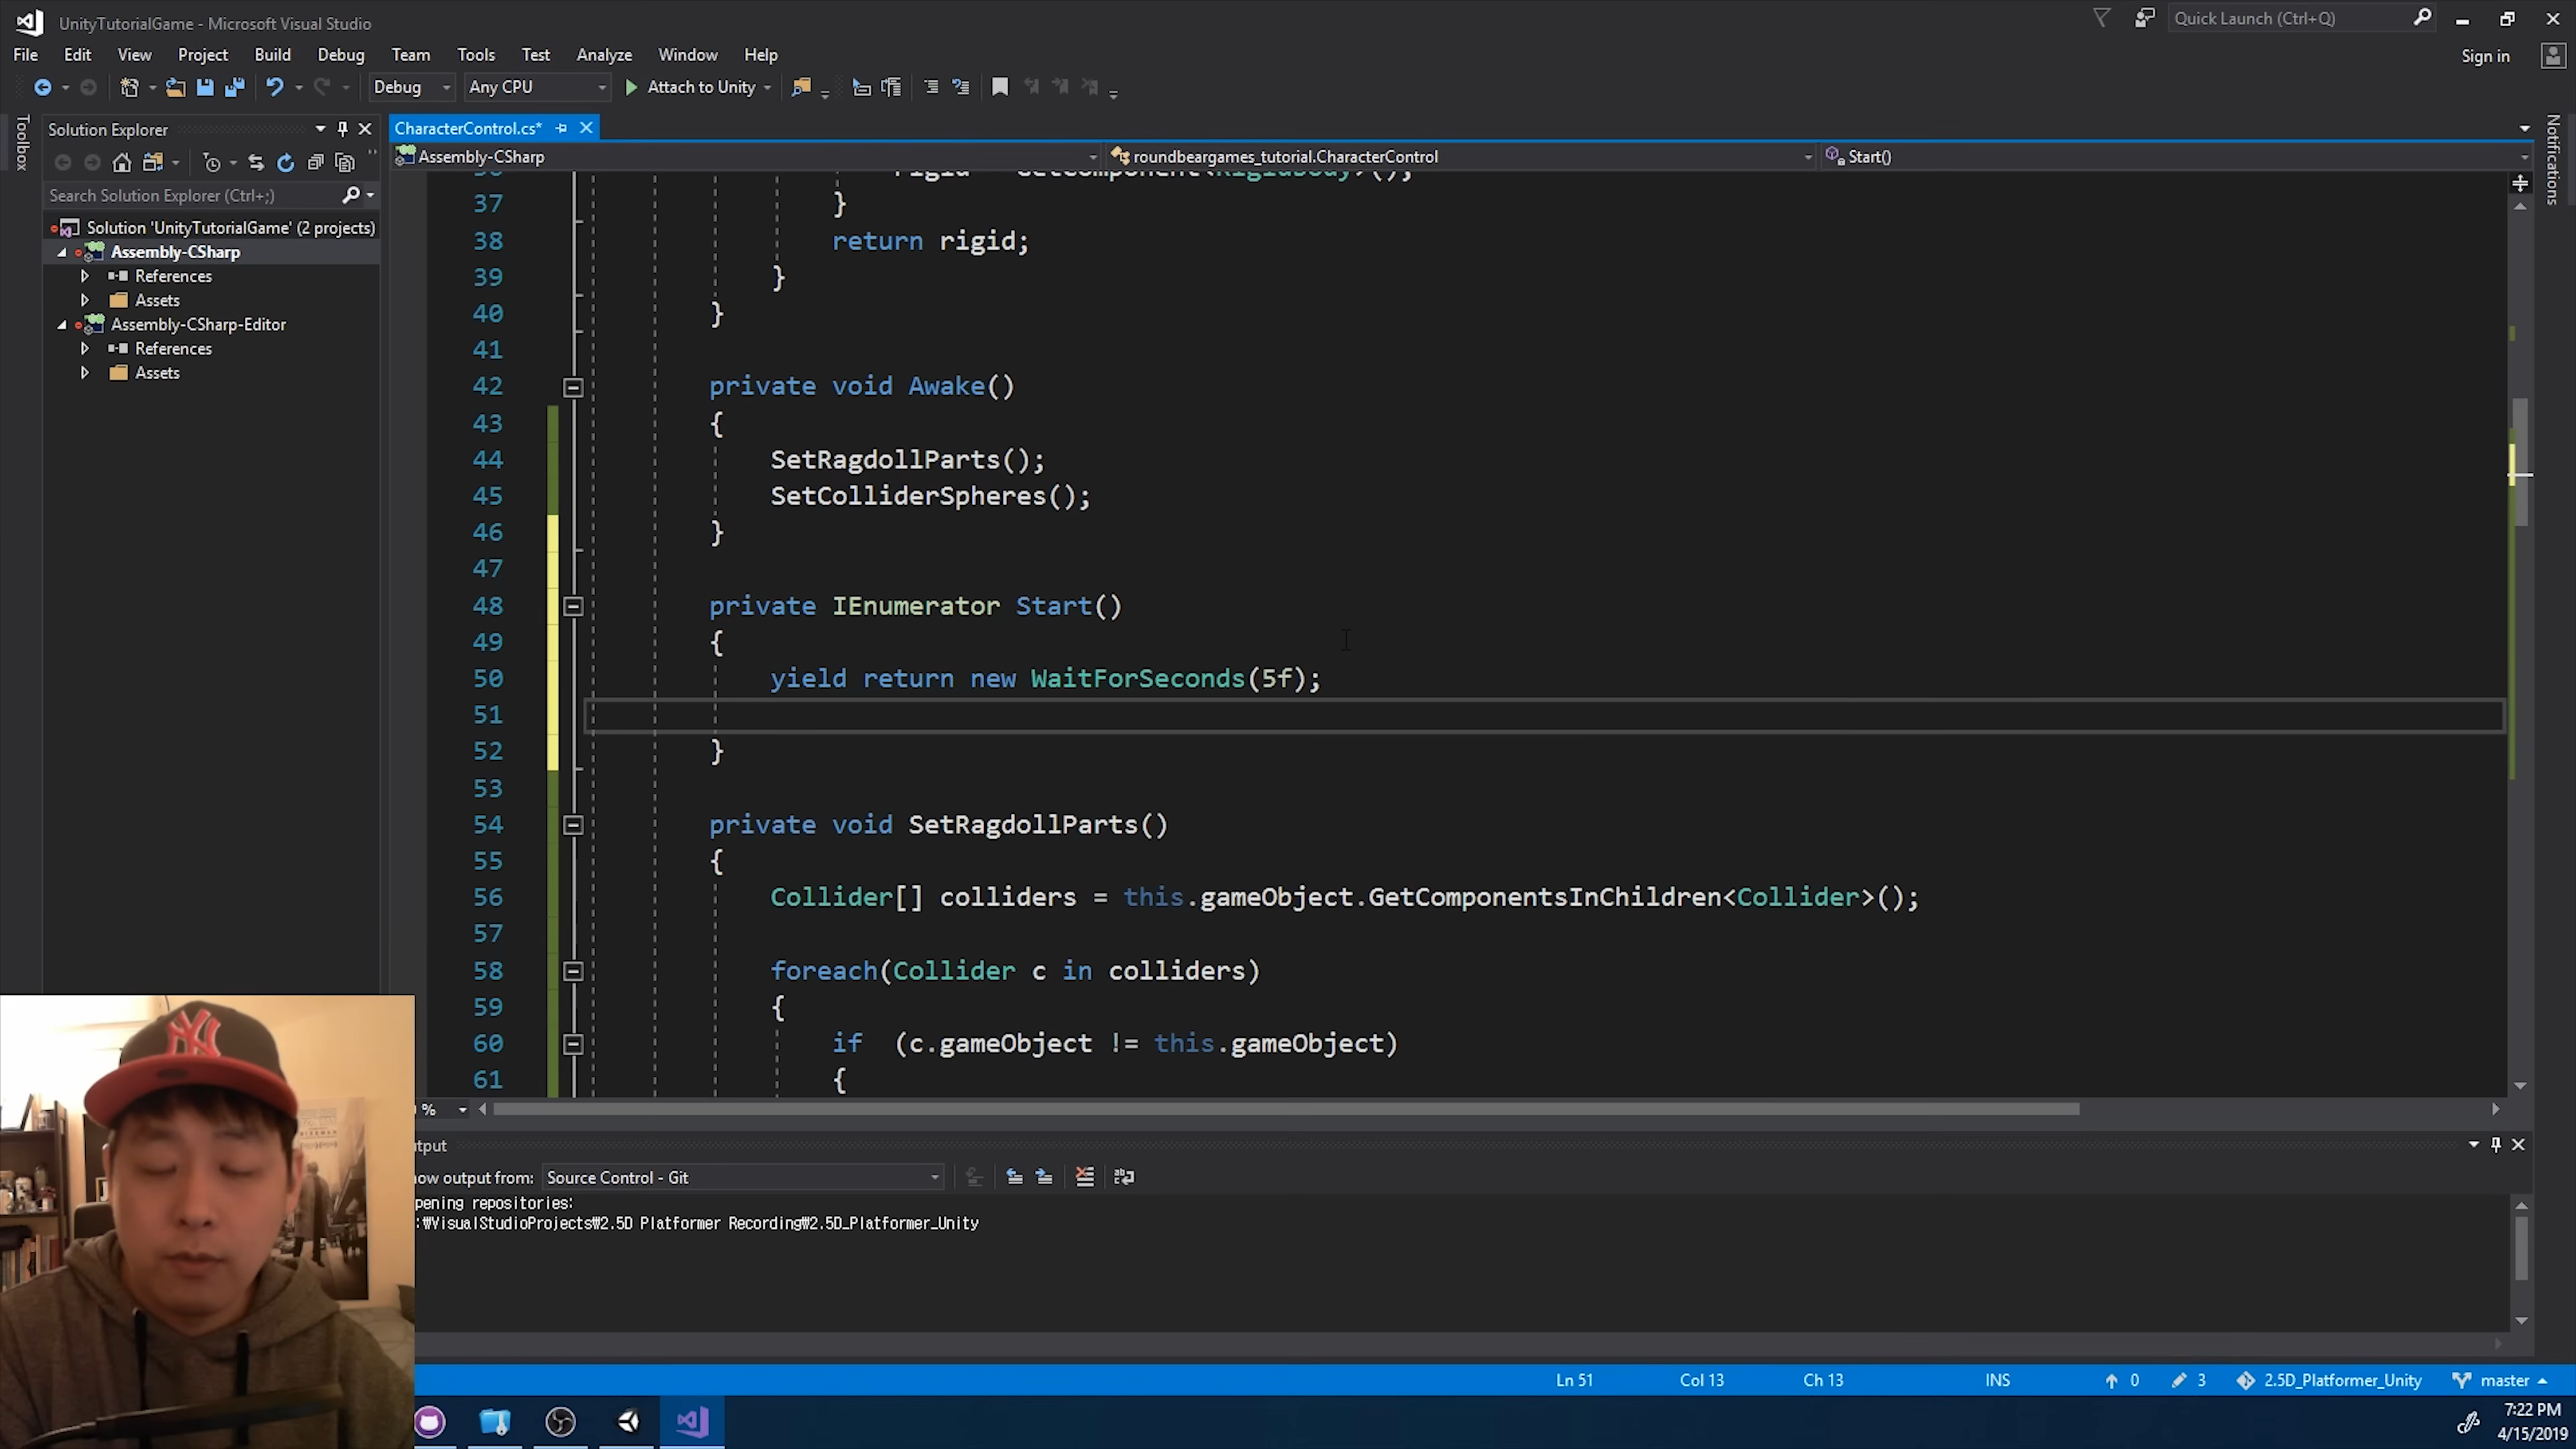 UnityTutorialGame - Microsoft Visual Studio
Quick Launch (Ctrl+Q)
File Edit View Project Build Debug Team Tools Test Analyze Window Help
Sign in
Debug Any CPU Attach to Unity
Toolbox
Solution Explorer
CharacterControl.cs*
Notifications
Assembly-CSharp roundbeargames_tutorial.CharacterControl Start()
Search Solution Explorer (Ctrl+;)
Solution 'UnityTutorialGame' (2 projects)
Assembly-CSharp
References
Assets
Assembly-CSharp-Editor
References
Assets
37 }
38 return rigid;
39 }
40 }
41
42 private void Awake()
43 {
44 SetRagdollParts();
45 SetColliderSpheres();
46 }
47
48 private IEnumerator Start()
49 {
50 yield return new WaitForSeconds(5f);
51
52 }
53
54 private void SetRagdollParts()
55 {
56 Collider[] colliders = this.gameObject.GetComponentsInChildren<Collider>();
57
58 foreach(Collider c in colliders)
59 {
60 if (c.gameObject != this.gameObject)
61 {
%
utput
ow output from: Source Control - Git
pening repositories:
:₩VisualStudioProjects₩2.5D Platformer Recording₩2.5D_Platformer_Unity
Ln 51 Col 13 Ch 13 INS 0 3 2.5D_Platformer_Unity master
7:22 PM
4/15/2019